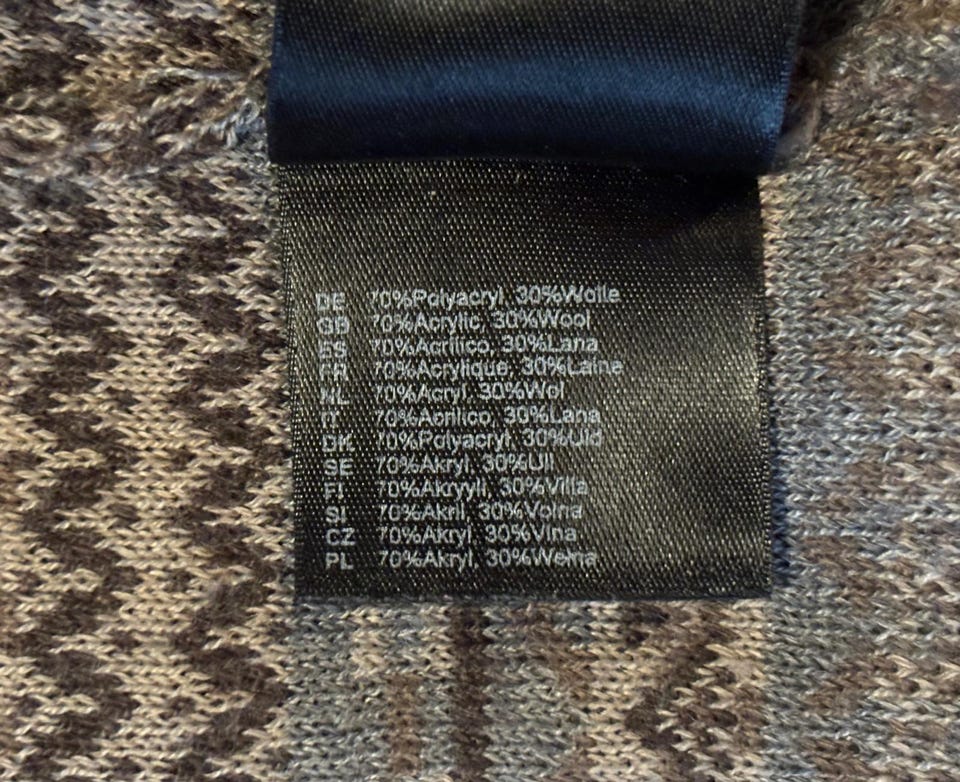 DE 70%Polyacryl, 30%Wolle
GB 70%Acrylic, 30%Wool
ES 70%Acrilico, 30%Lana
FR 70%Acrylique, 30%Laine
NL 70%Acryl, 30%Wol
IT 70%Acrilico, 30%Lana
DK 70%Polyacryl, 30%Uld
SE 70%Akryl, 30%Ull
FI 70%Akryyli, 30%Villa
SI 70%Akril, 30%Volna
CZ 70%Akryl, 30%Vlna
PL 70%Akryl, 30%Wełna